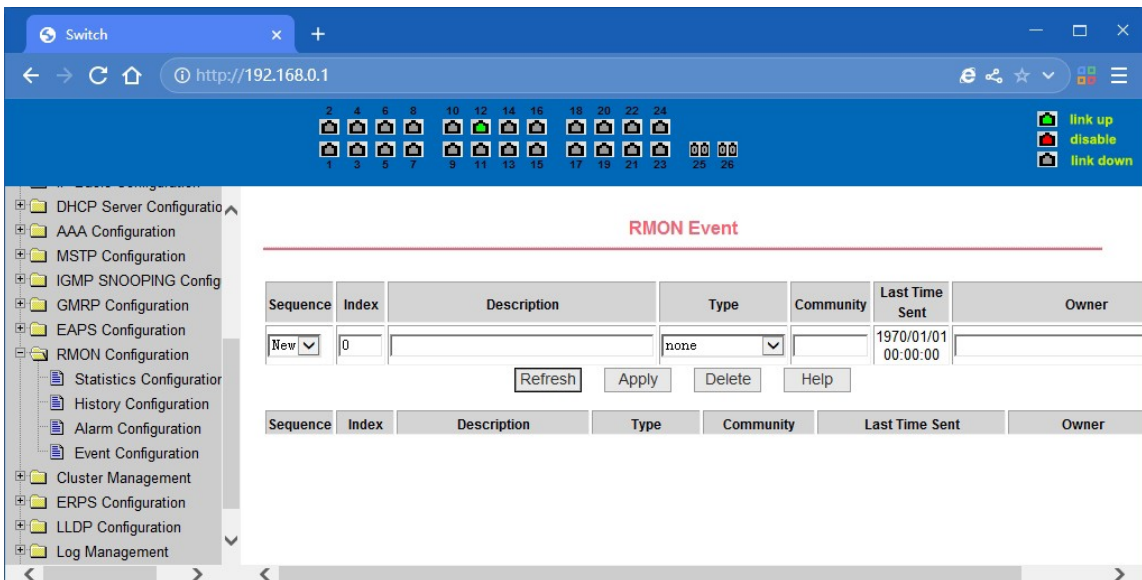 Switch
http://192.168.0.1
2 4 6 8 10 12 14 16 18 20 22 24
1 3 5 7 9 11 13 15 17 19 21 23 25 26
link up
disable
link down
DHCP Server Configuratio
AAA Configuration
MSTP Configuration
IGMP SNOOPING Config
GMRP Configuration
EAPS Configuration
RMON Configuration
Statistics Configuration
History Configuration
Alarm Configuration
Event Configuration
Cluster Management
ERPS Configuration
LLDP Configuration
Log Management
RMON Event
Sequence Index Description Type Community Last Time Sent Owner
New 0 none 1970/01/01 00:00:00
Refresh Apply Delete Help
Sequence Index Description Type Community Last Time Sent Owner